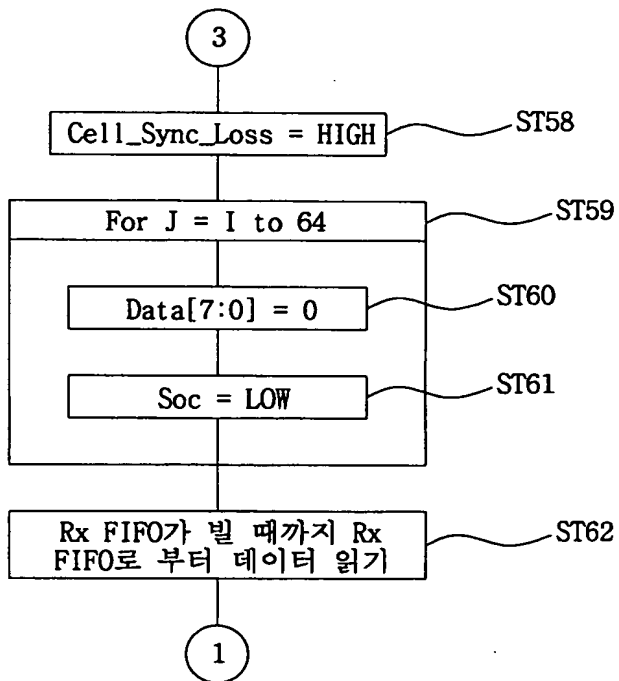 3
Cell_Sync_Loss = HIGH
ST58
For J = I to 64
ST59
Data[7:0] = 0
ST60
Soc = LOW
ST61
Rx FIFO가 빌 때까지 Rx
FIFO로 부터 데이터 읽기
ST62
1